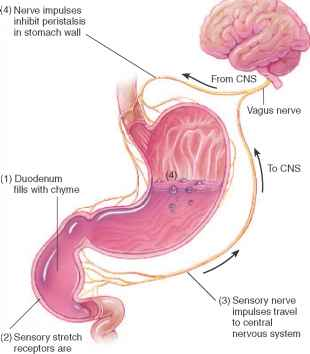 (4) Nerve impulses
inhibit peristalsis
in stomach wall
From CNS
Vagus nerve
To CNS
(4)
(1) Duodenum
fills with chyme
(3) Sensory nerve
impulses travel
to central
nervous system
(2) Sensory stretch
receptors are